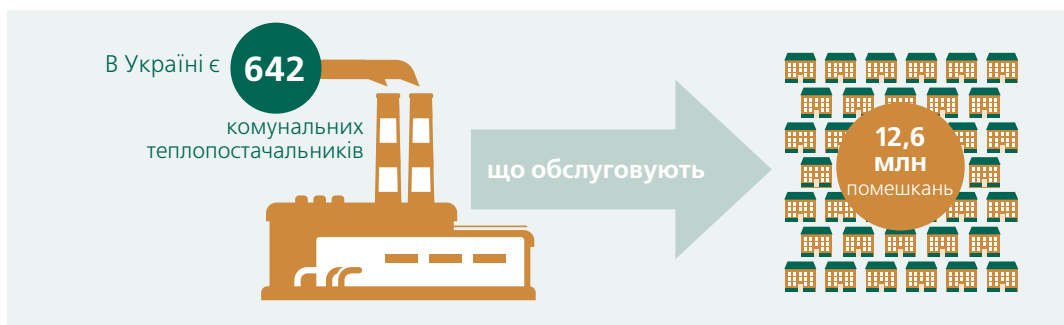 В Україні є 642
комунальних
теплопостачальників
що обслуговують
12,6
млн
помешкань